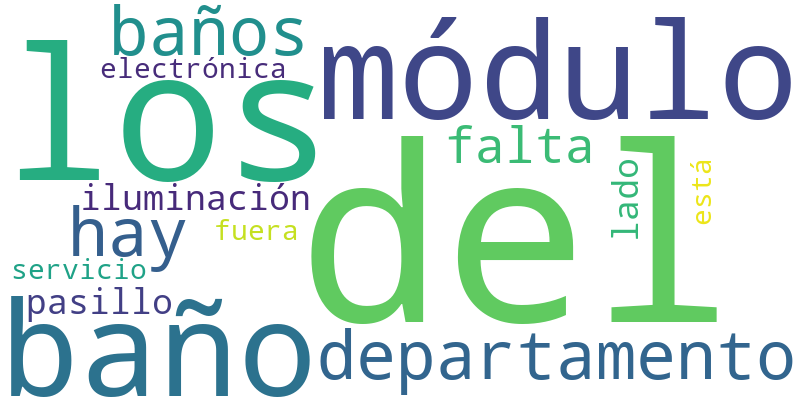 baños
módulo
electrónica
los
falta
del
lado
está
iluminación
hay
fuera
servicio
pasillo
baño
departamento